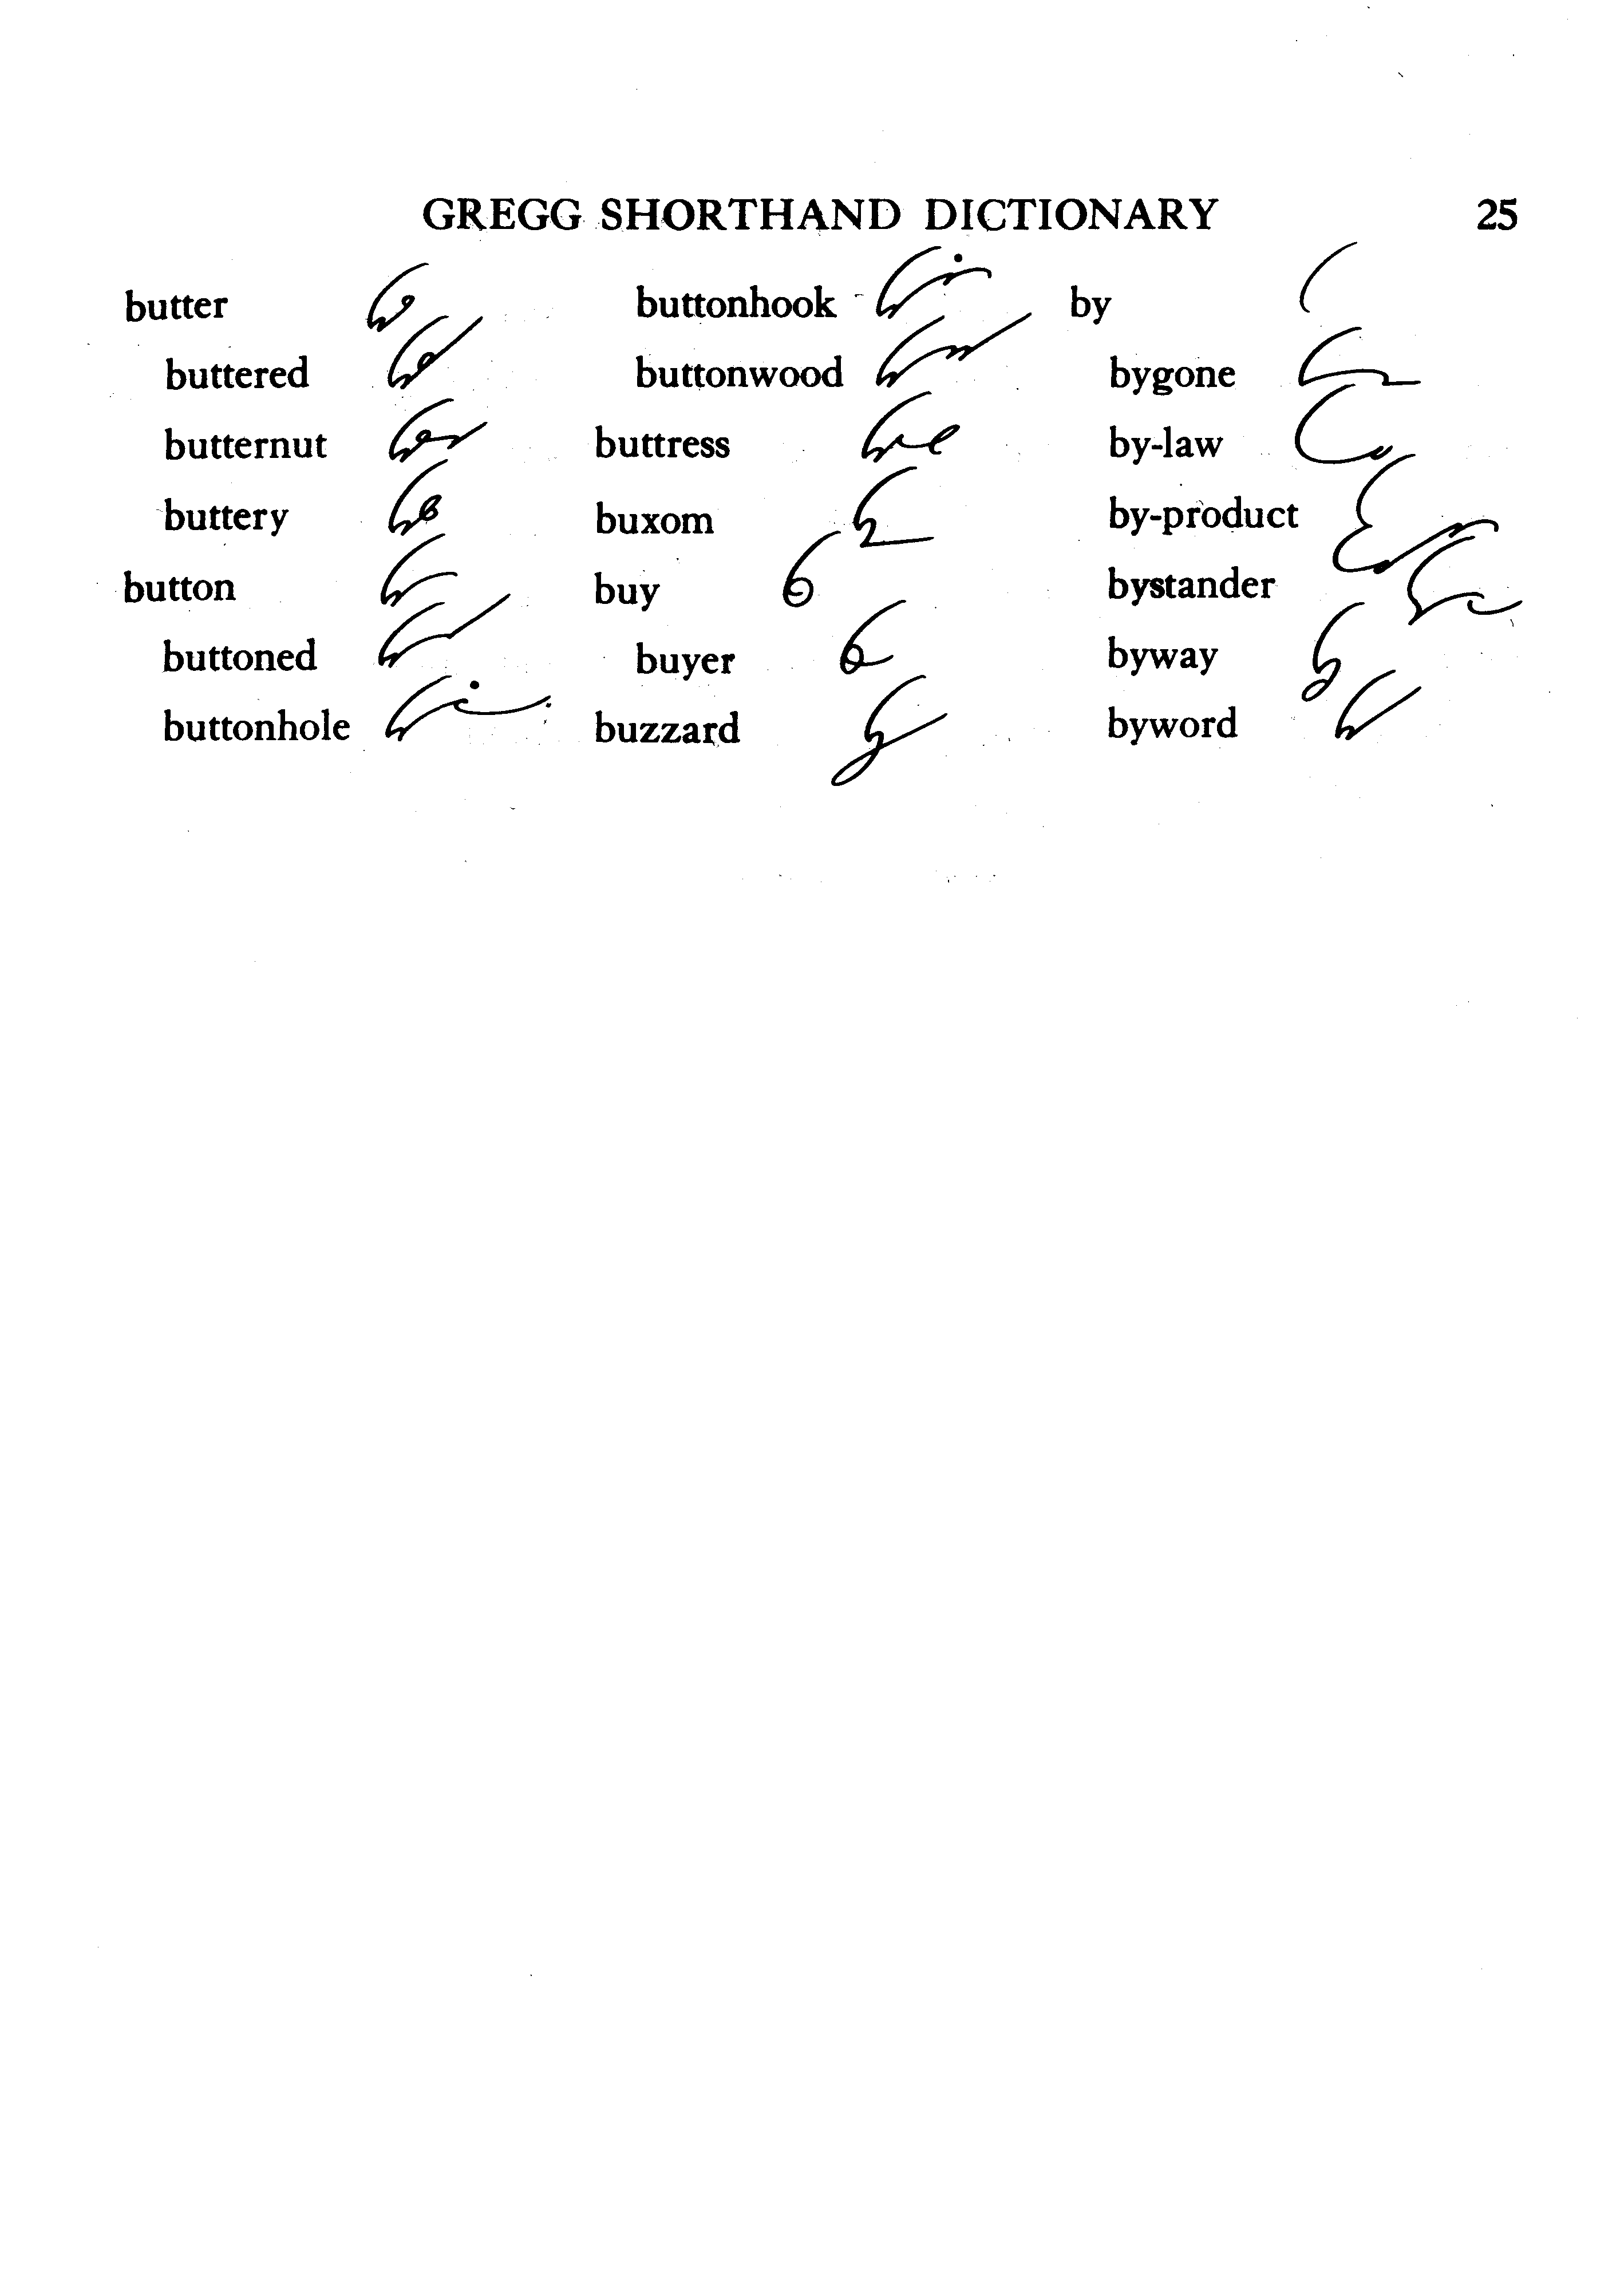 GREGG SHORTHAND DICTIONARY 25
butter
buttered
butternut
buttery
button
buttoned
buttonhole
buttonhook
buttonwood
buttress
buxom
buy
buyer
buzzard
by
bygone
by-law
by-product
bystander
byway
byword